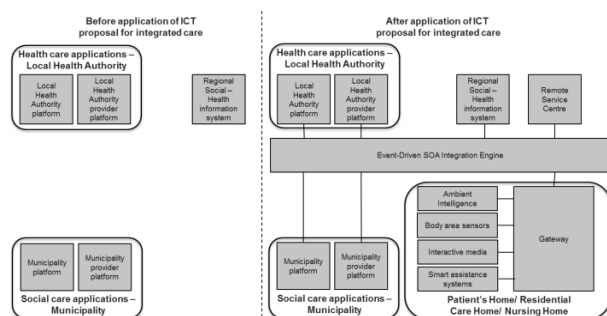 Before application of ICT
proposal for integrated care
Health care applications –
Local Health Authority
Local
Health
Authority
platform
Local
Health
Authority
provider
platform
Regional
Social –
Health
information
system
Municipality
platform
Municipality
provider
platform
Social care applications –
Municipality
After application of ICT
proposal for integrated care
Health care applications –
Local Health Authority
Local
Health
Authority
platform
Local
Health
Authority
provider
platform
Regional
Social –
Health
information
system
Remote
Service
Centre
Event-Driven SOA Integration Engine
Municipality
platform
Municipality
provider
platform
Social care applications –
Municipality
Ambient
Intelligence
Body area sensors
Interactive media
Smart assistance
systems
Gateway
Patient's Home/ Residential
Care Home/ Nursing Home